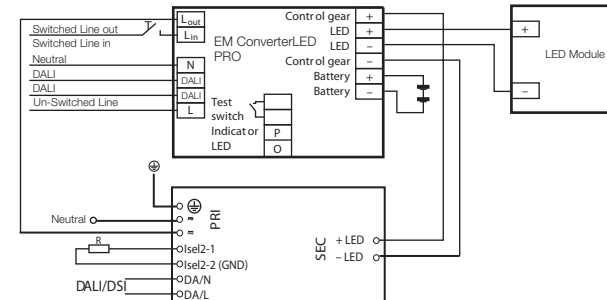 Switched Line out
Switched Line in
Neutral
DALI
DALI
Un-Switched Line
Lout
Lin
N
DALI
DALI
L
EM ConverterLED
PRO
Test
switch
Indicator
LED
P
O
Control gear +
LED +
LED –
Control gear –
Battery +
Battery –
+
–
LED Module
Neutral
R
DALI/DSI
PRI
Isel2-1
Isel2-2 (GND)
DA/N
DA/L
SEC
+ LED
– LED